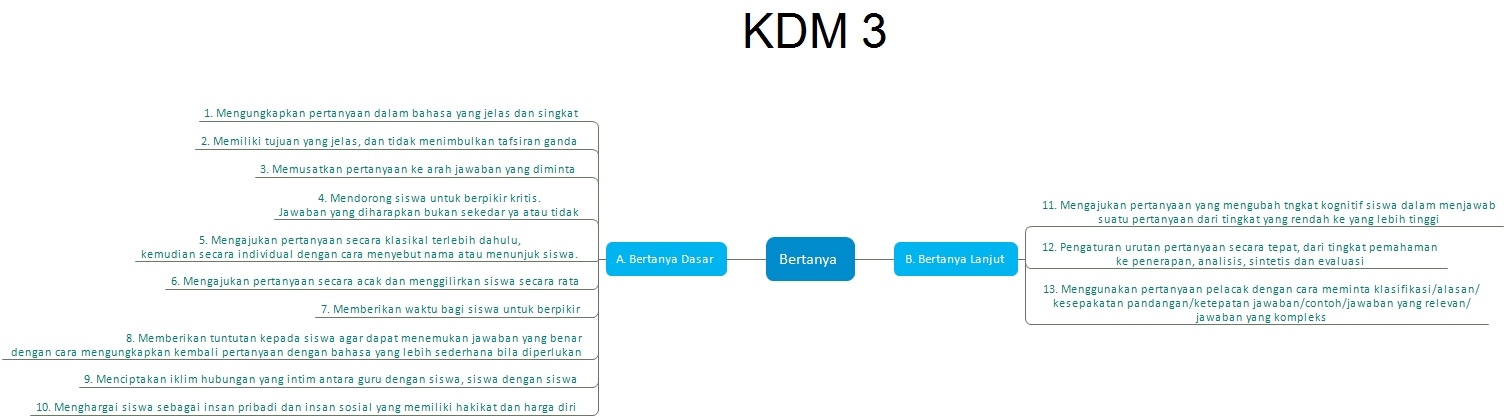 KDM 3
1. Mengungkapkan pertanyaan dalam bahasa yang jelas dan singkat
2. Memiliki tujuan yang jelas, dan tidak menimbulkan tafsiran ganda
3. Memusatkan pertanyaan ke arah jawaban yang diminta
4. Mendorong siswa untuk berpikir kritis.
Jawaban yang diharapkan bukan sekedar ya atau tidak
5. Mengajukan pertanyaan secara klasikal terlebih dahulu,
kemudian secara individual dengan cara menyebut nama atau menunjuk siswa.
6. Mengajukan pertanyaan secara acak dan menggilirkan siswa secara rata
7. Memberikan waktu bagi siswa untuk berpikir
8. Memberikan tuntutan kepada siswa agar dapat menemukan jawaban yang benar
dengan cara mengungkapkan kembali pertanyaan dengan bahasa yang lebih sederhana bila diperlukan
9. Menciptakan iklim hubungan yang intim antara guru dengan siswa, siswa dengan siswa
10. Menghargai siswa sebagai insan pribadi dan insan sosial yang memiliki hakikat dan harga diri
A. Bertanya Dasar
Bertanya
B. Bertanya Lanjut
11. Mengajukan pertanyaan yang mengubah tngkat kognitif siswa dalam menjawab
suatu pertanyaan dari tingkat yang rendah ke yang lebih tinggi
12. Pengaturan urutan pertanyaan secara tepat, dari tingkat pemahaman
ke penerapan, analisis, sintetis dan evaluasi
13. Menggunakan pertanyaan pelacak dengan cara meminta klasifikasi/alasan/
kesepakatan pandangan/ketepatan jawaban/contoh/jawaban yang relevan/
jawaban yang kompleks